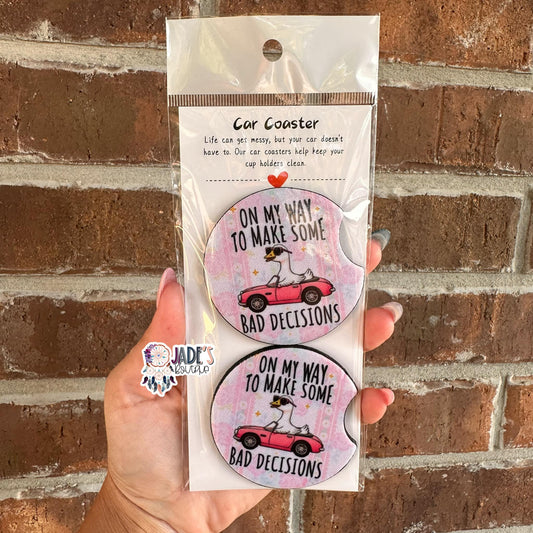 Car Coaster
Life can get messy, but your car doesn't
have to. Our car coasters help keep your
cup holders clean.
ON MY WAY
TO MAKE SOME
BAD DECISIONS
ON MY WAY
TO MAKE SOME
BAD DECISIONS
JADE'S